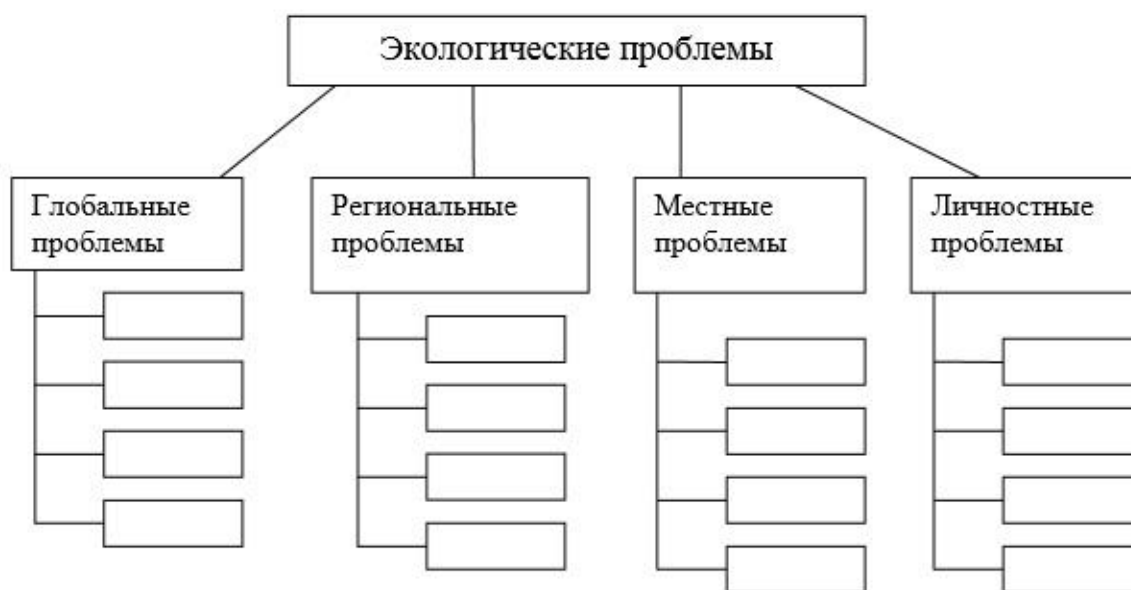 Экологические проблемы
Глобальные
проблемы
Региональные
проблемы
Местные
проблемы
Личностные
проблемы